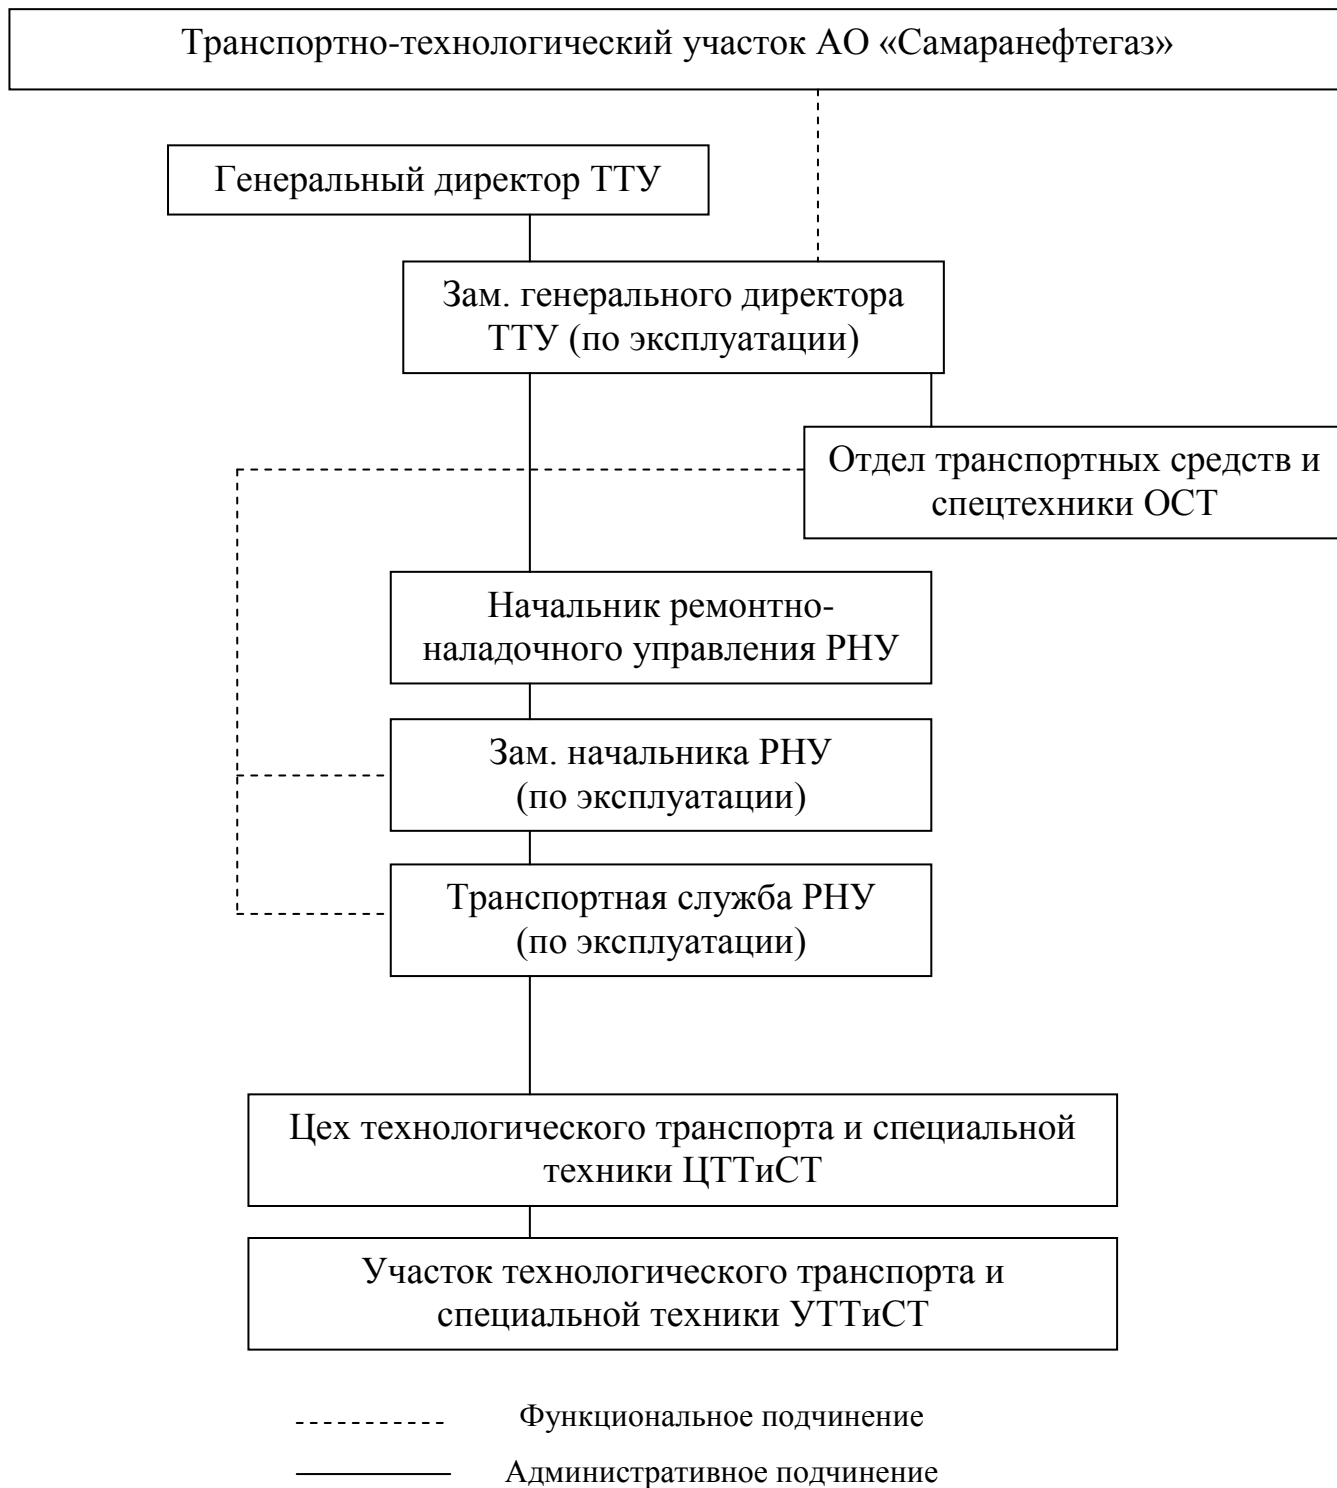 Транспортно-технологический участок АО «Самаранефтегаз»
Генеральный директор ТТУ
Зам. генерального директора
ТТУ (по эксплуатации)
Отдел транспортных средств и
спецтехники ОСТ
Начальник ремонтно-
наладочного управления РНУ
Зам. начальника РНУ
(по эксплуатации)
Транспортная служба РНУ
(по эксплуатации)
Цех технологического транспорта и специальной
техники ЦТТиСТ
Участок технологического транспорта и
специальной техники УТТиСТ
Функциональное подчинение
Административное подчинение